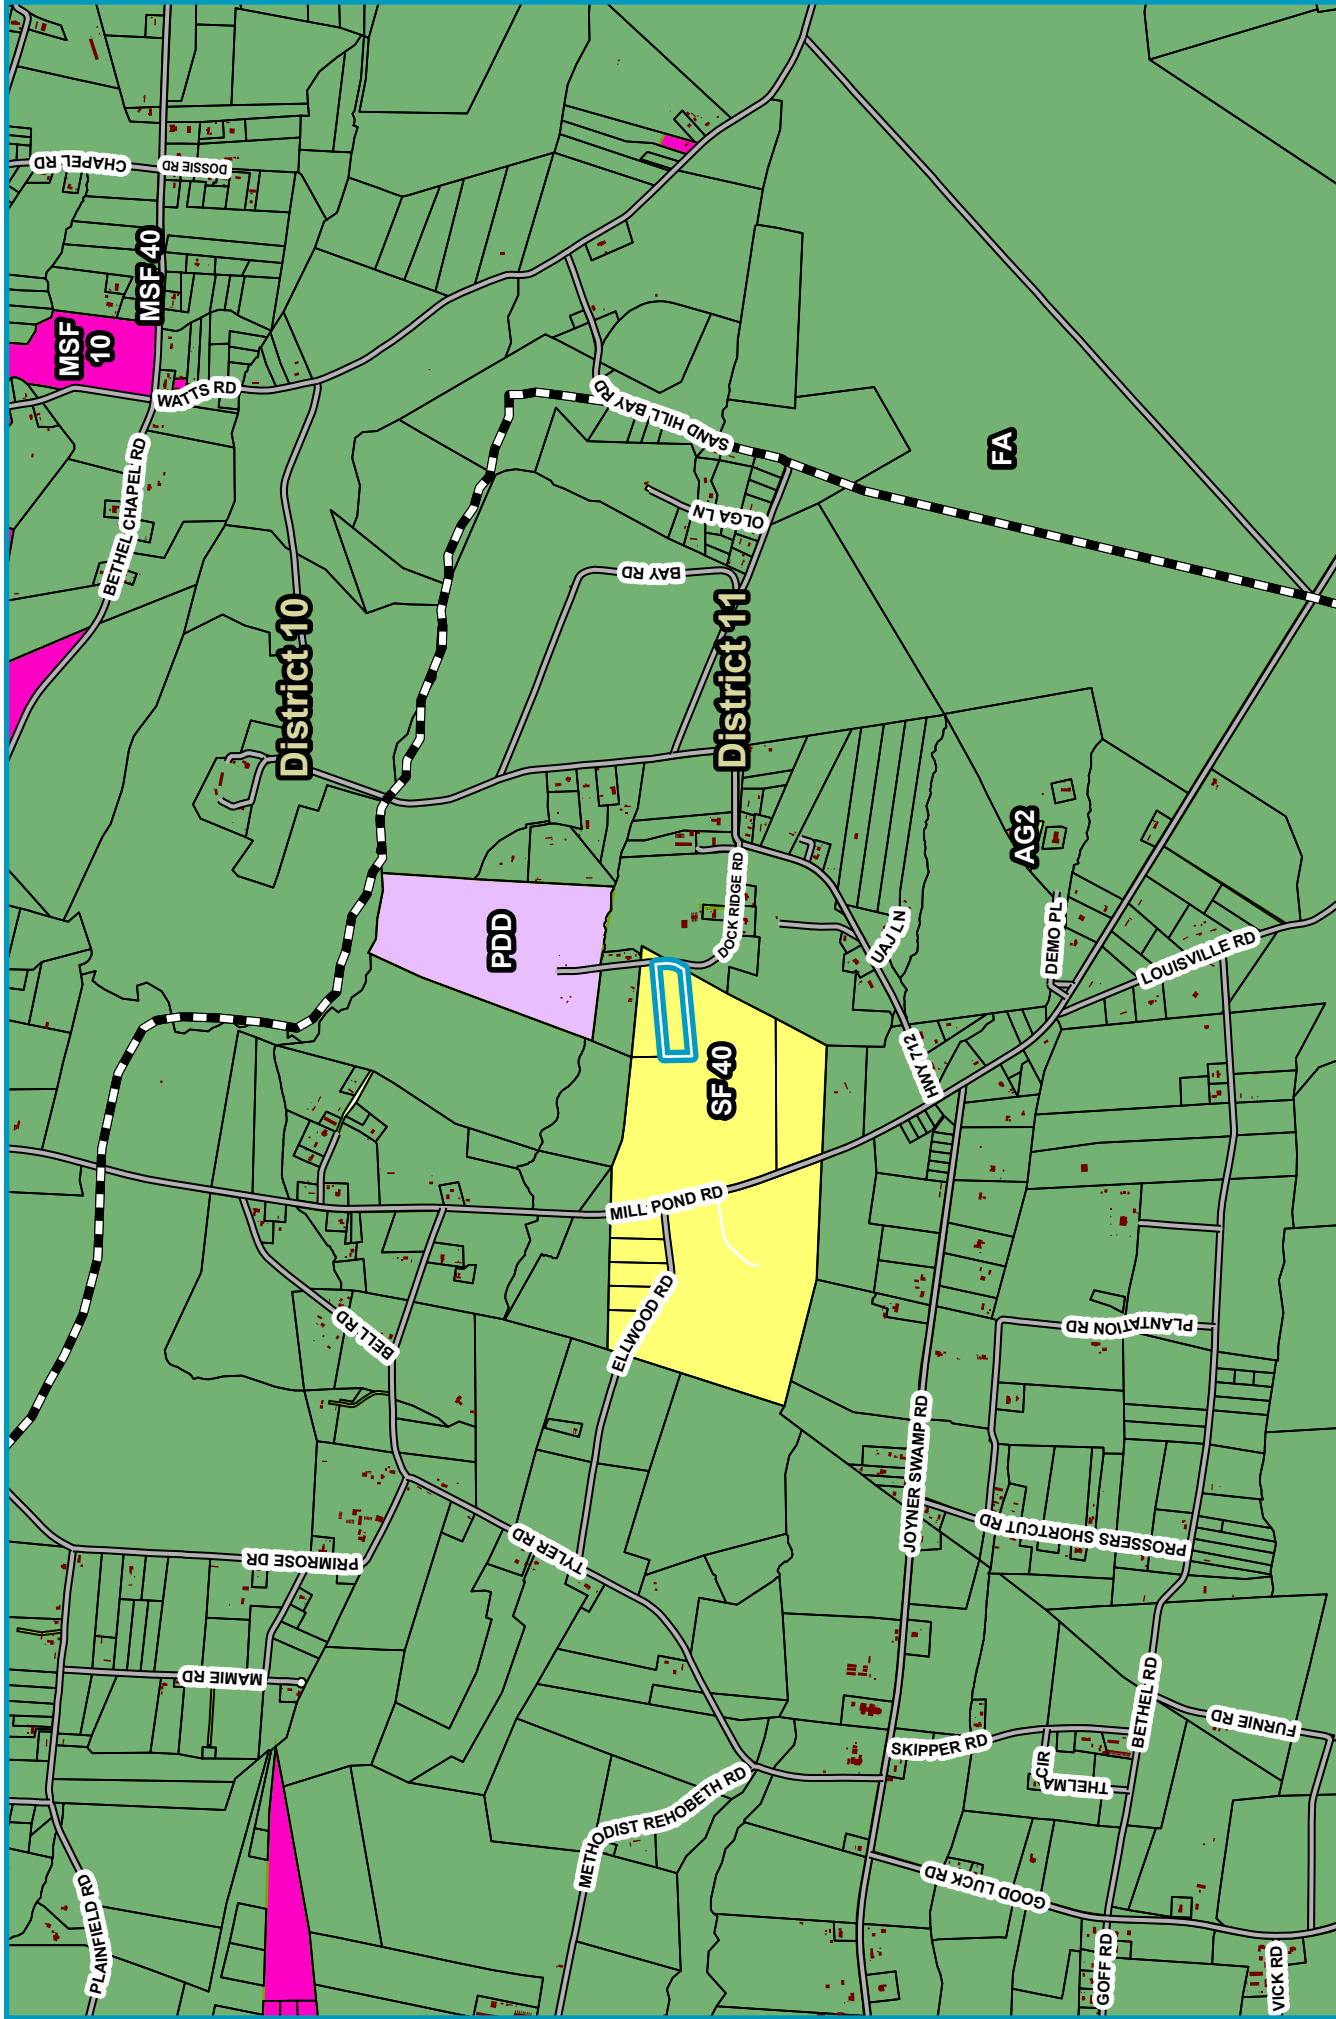 CHAPEL RD
DOSSIE RD
MSF 40
MSF
10
WATTS RD
BETHEL CHAPEL RD
SAND HILL BAY RD
FA
OLGA LN
BAY RD
District 10
District 11
AG2
DOCK RIDGE RD
PDD
UAJ LN
DEMO PL
LOUISVILLE RD
SF 40
HWY 712
MILL POND RD
ELLWOOD RD
BELL RD
PLANTATION RD
JOYNER SWAMP RD
PROSSERS SHORTCUT RD
TYLER RD
PRIMROSE DR
MAMIE RD
BETHEL RD
FURNIE RD
SKIPPER RD
THELMA
CIR
METHODIST REHOBETH RD
GOOD LUCK RD
PLAINFIELD RD
GOFF RD
VICK RD